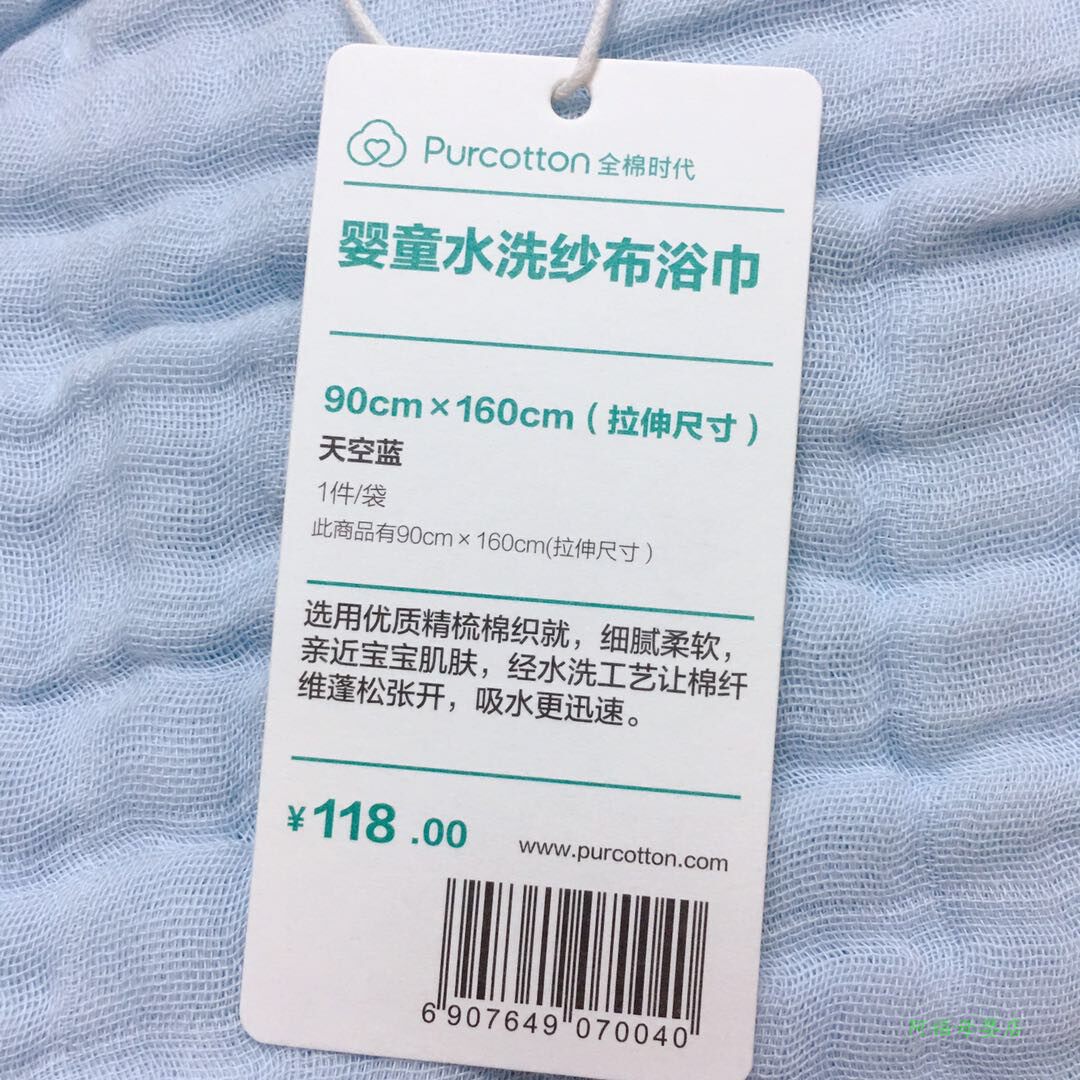 Purcotton 全棉时代
婴童水洗纱布浴巾
90cm×160cm(拉伸尺寸)
天空蓝
1件/袋
此商品有90cm×160cm(拉伸尺寸)
选用优质精梳棉织就，细腻柔软，
亲近宝宝肌肤，经水洗工艺让棉纤
维蓬松张开，吸水更迅速。
¥118.00
www.purcotton.com
6 907649 070040